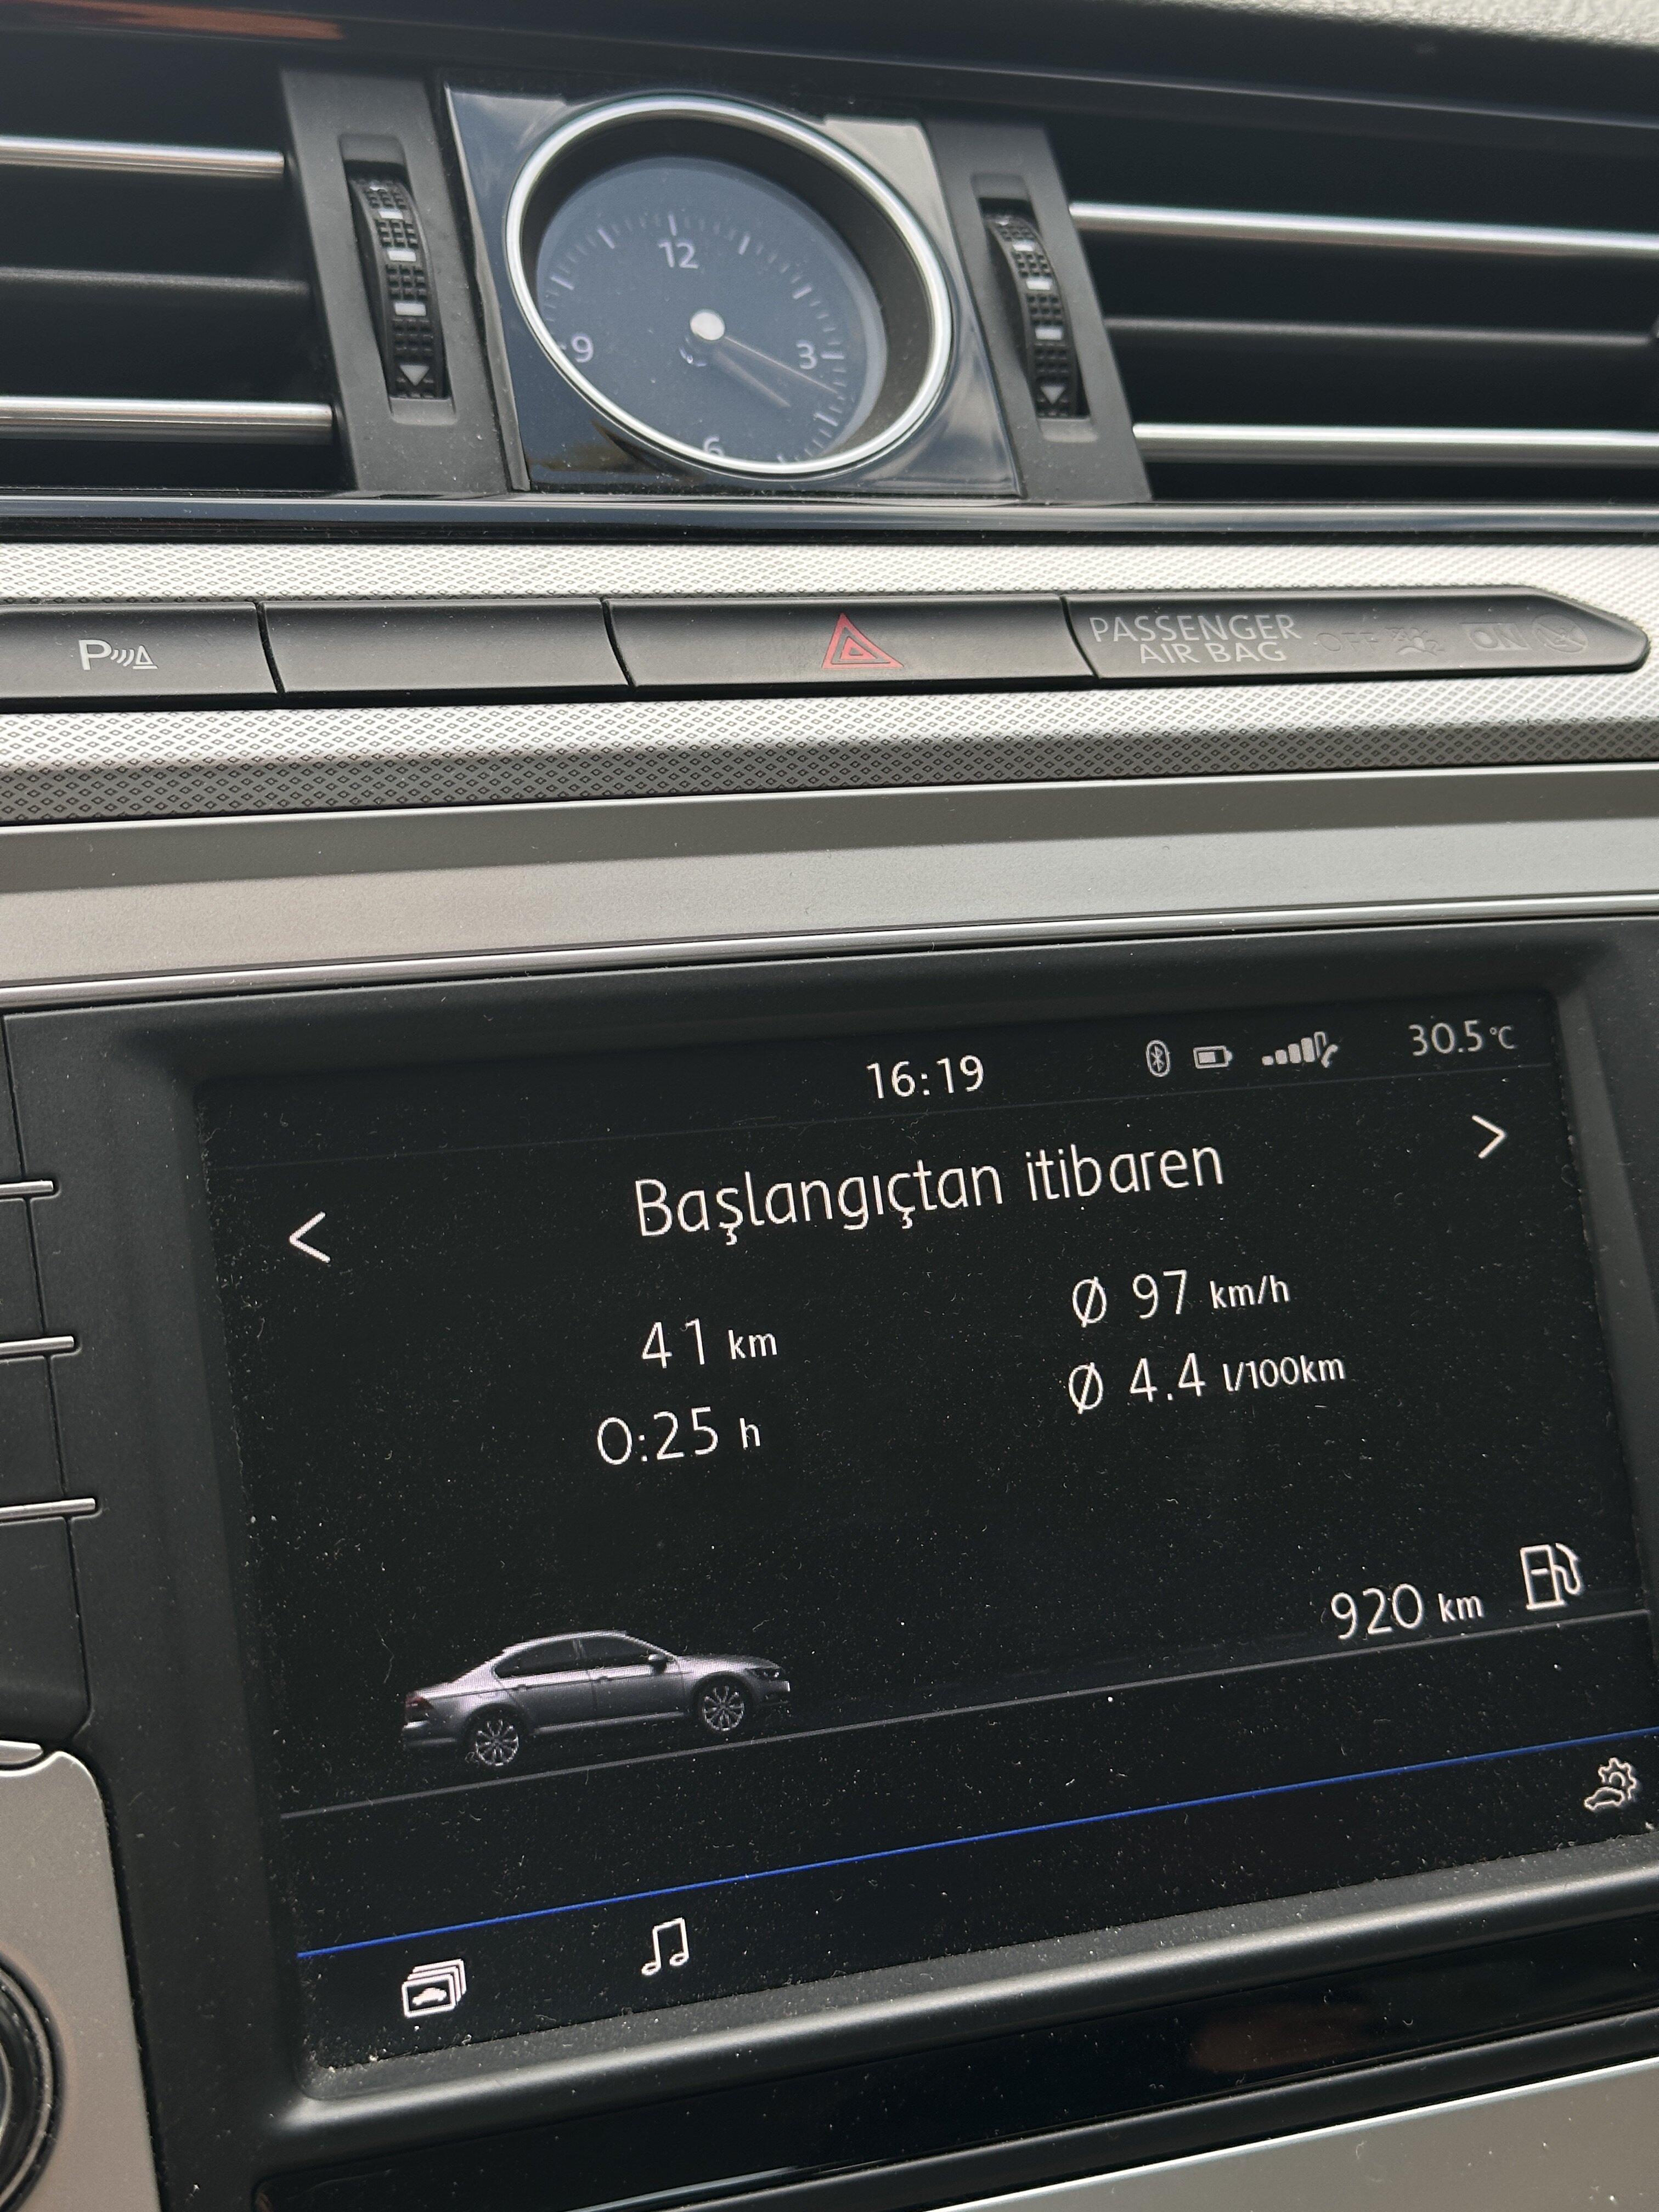 12
9
3
6
P
PASSENGER
AIR BAG
OFF
ON
16:19
30.5°C
<
Başlangıçtan itibaren
>
41 km
Ø 97 km/h
0:25 h
Ø 4.4 l/100km
920 km